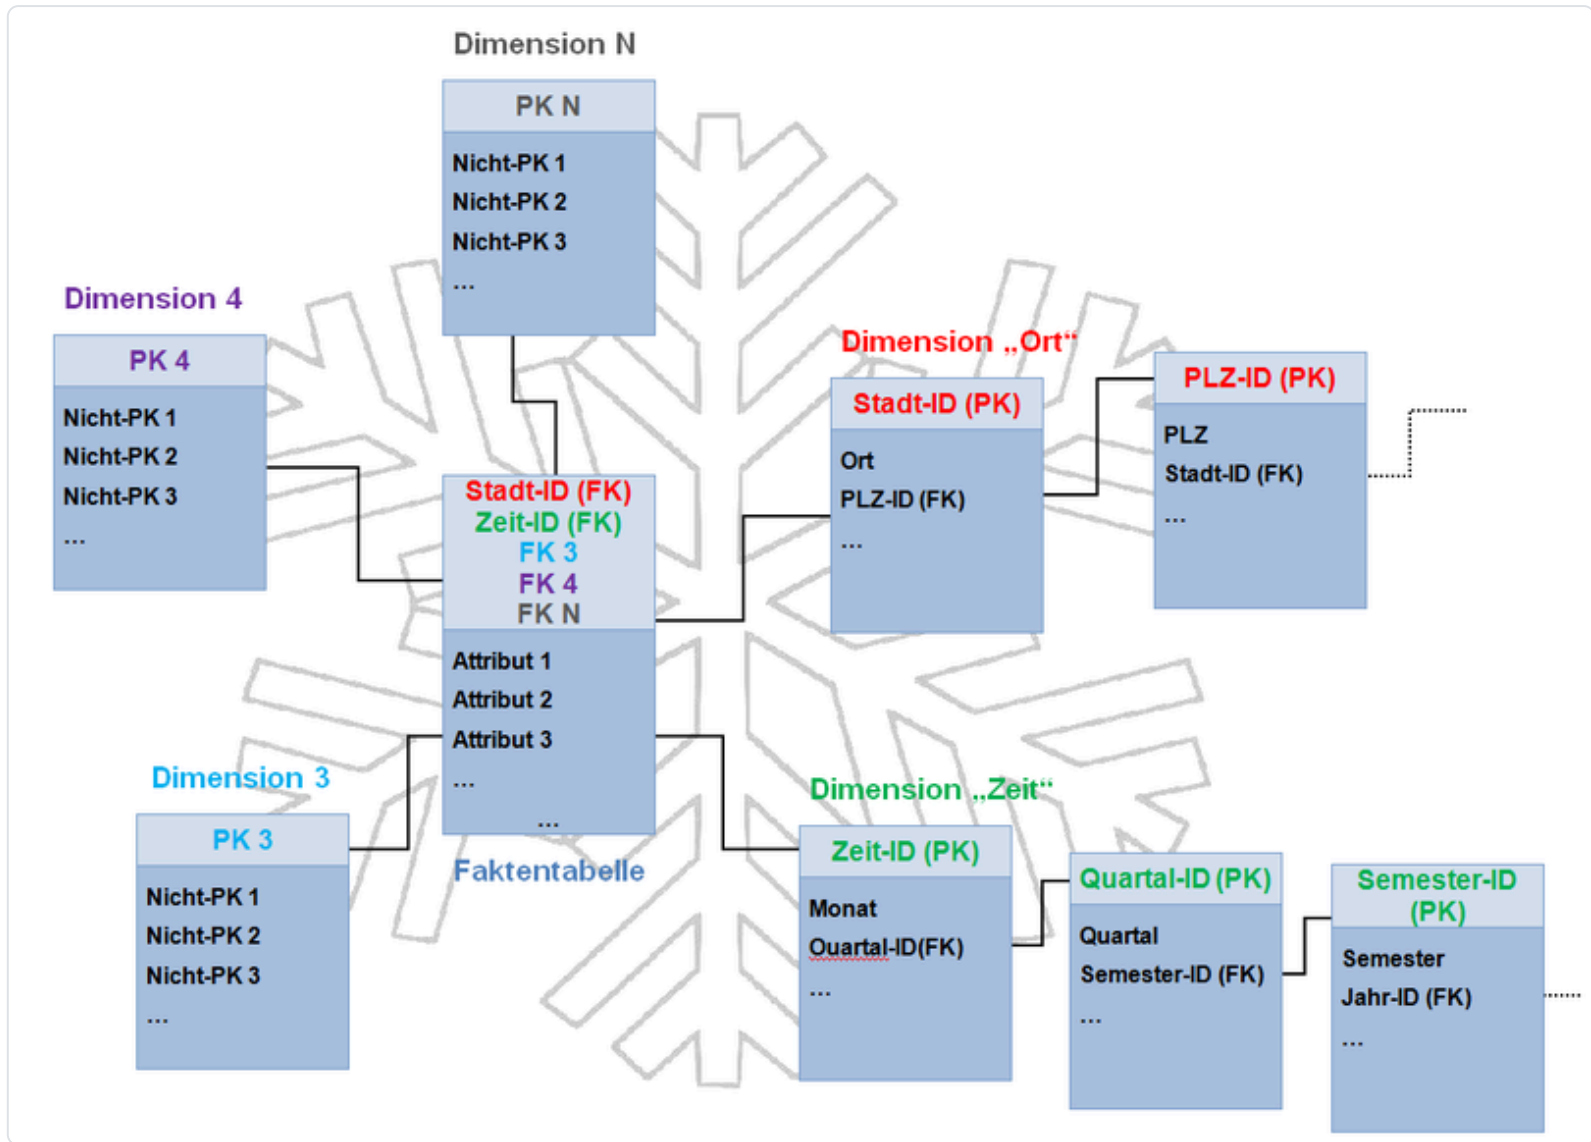 Dimension N
PK N
Nicht-PK 1
Nicht-PK 2
Nicht-PK 3
...
Dimension 4
PK 4
Nicht-PK 1
Nicht-PK 2
Nicht-PK 3
...
Stadt-ID (FK)
Zeit-ID (FK)
FK 3
FK 4
FK N
Attribut 1
Attribut 2
Attribut 3
...
...
Faktentabelle
Dimension „Ort“
Stadt-ID (PK)
Ort
PLZ-ID (FK)
...
PLZ-ID (PK)
PLZ
Stadt-ID (FK)
...
Dimension 3
PK 3
Nicht-PK 1
Nicht-PK 2
Nicht-PK 3
...
Dimension „Zeit“
Zeit-ID (PK)
Monat
Quartal-ID(FK)
...
Quartal-ID (PK)
Quartal
Semester-ID (FK)
...
Semester-ID
(PK)
Semester
Jahr-ID (FK)
...